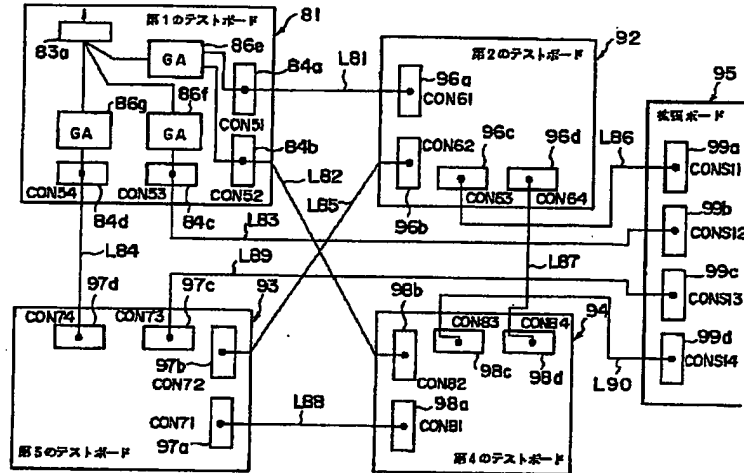 第1のテストボード
81
83a
86e
GA
84a
L81
CON51
86g
86f
GA
GA
84b
CON52
L82
L85
CON54
CON53
84d
84c
L83
L84
L89
第2のテストボード
92
96a
CON61
CON62
96c
96d
CON63
CON64
96b
L86
L87
95
拡張ボード
99a
CONS11
99b
CONS12
99c
CONS13
99d
CONS14
L90
97d
97c
93
CON74
CON73
97b
CON72
CON71
97a
第3のテストボード
L88
98b
CON83
CON84
94
CON82
98c
98d
98a
CON81
第4のテストボード